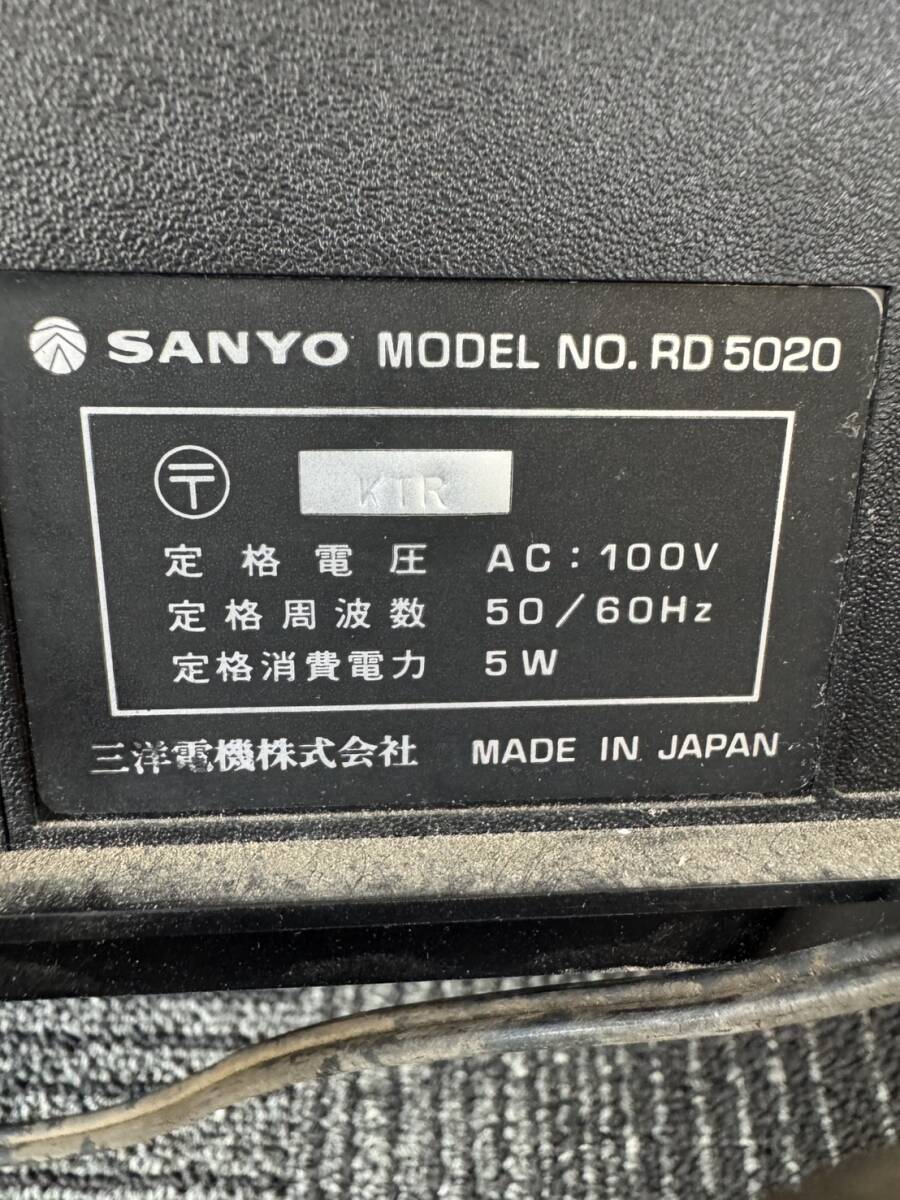 SANYO MODEL NO. RD 5020
〒 KTR
定格電圧 AC:100V
定格周波数 50/60Hz
定格消費電力 5W
三洋電機株式会社 MADE IN JAPAN